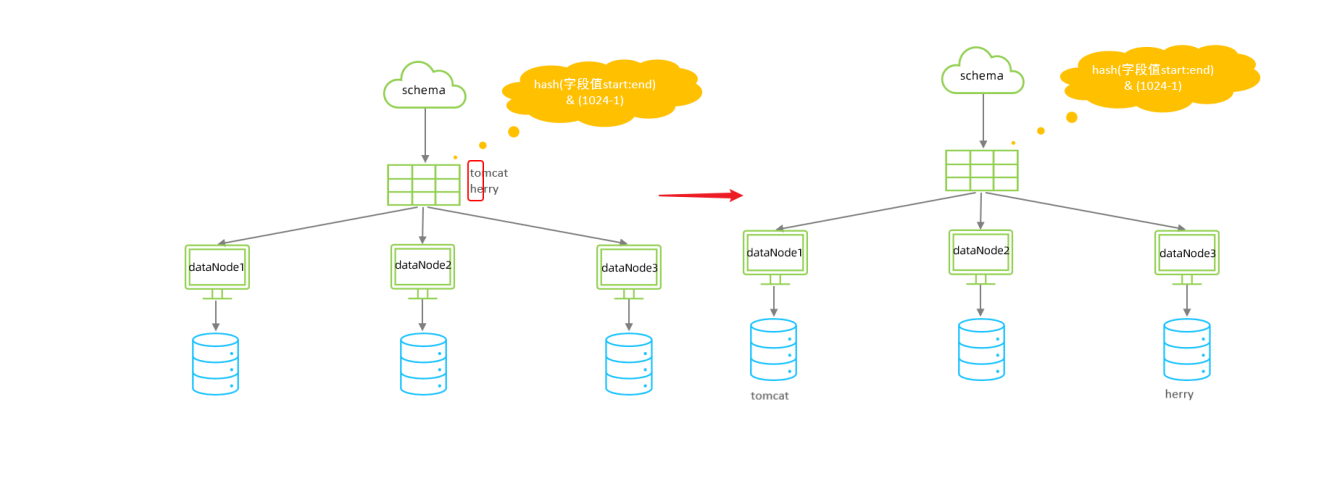 schema
hash(字段值start:end)
& (1024-1)
tomcat
herry
dataNode1
dataNode2
dataNode3
schema
hash(字段值start:end)
& (1024-1)
dataNode1
dataNode2
dataNode3
tomcat
herry